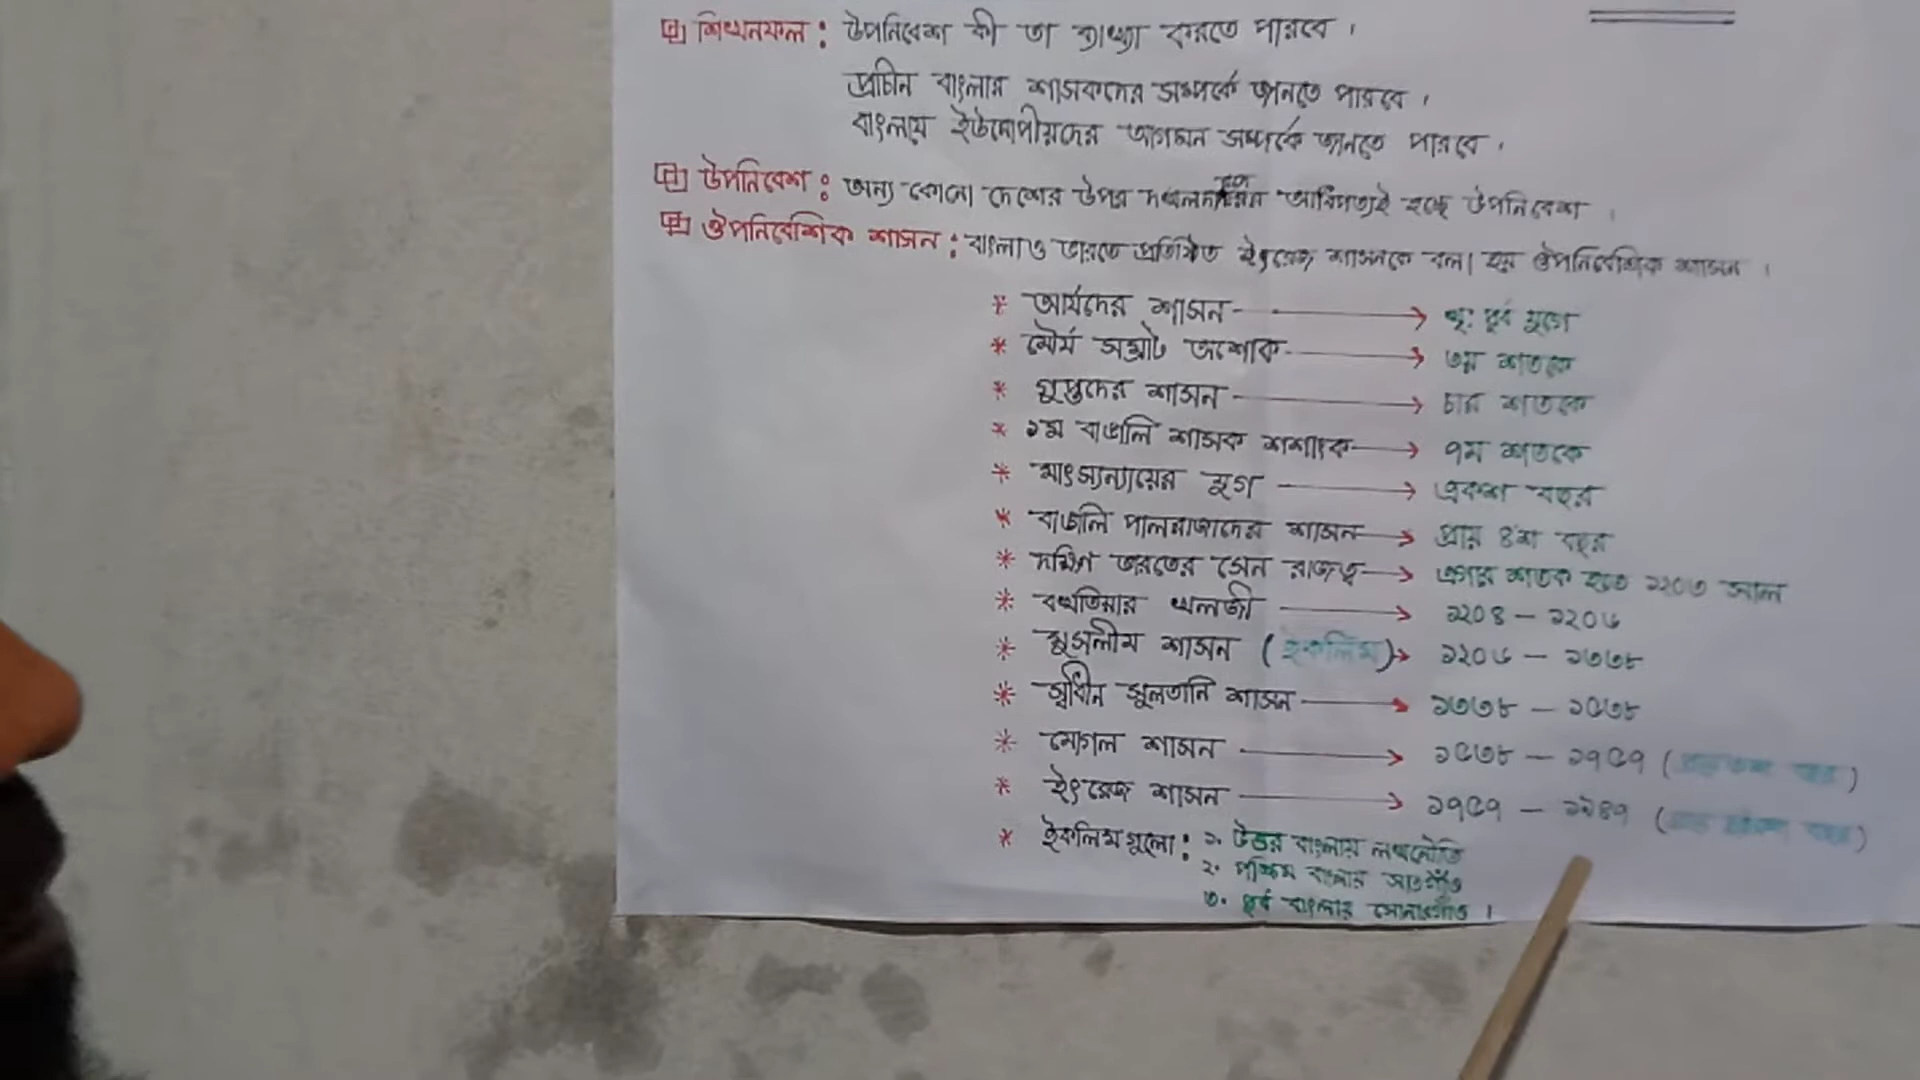 শিখনফল : উপনিবেশ কী তা ব্যাখ্যা করতে পারবে ।
প্রাচীন বাংলার শাসকদের সম্পর্কে জানতে পারবে ।
বাংলায় ইউরোপীয়দের আগমন সম্পর্কে জানতে পারবে ।
উপনিবেশ : অন্য কোনো দেশের উপর আধিপত্যই হচ্ছে উপনিবেশ ।
ঔপনিবেশিক শাসন : বাংলা ও ভারতে প্রতিষ্ঠিত ইংরেজ শাসনকে বলা হয় ঔপনিবেশিক শাসন ।
* আর্যদের শাসন → খৃ: পূর্ব যুগে
* মৌর্য সম্রাট অশোক → ৩য় শতকে
* গুপ্তদের শাসন → চার শতকে
* ১ম বাঙালি শাসক শশাংক → ৭ম শতকে
* মাৎস্যন্যায়ের যুগ → একশ বছর
* বাঙালি পালরাজাদের শাসন → প্রায় ৪শ বছর
* দক্ষিণ ভারতের সেন রাজত্ব → এগার শতক হতে ১২০৩ সাল
* বখতিয়ার খলজী → ১২০৪ – ১২০৬
* মুসলীম শাসন (ইকলিম) → ১২০৬ – ১৩৩৮
* স্বাধীন সুলতানি শাসন → ১৩৩৮ – ১৫৩৮
* মোগল শাসন → ১৫৩৮ – ১৭৫৭
* ইংরেজ শাসন → ১৭৫৭ – ১৯৪৭
* ইকলিমগুলো : ১. উত্তর বাংলায় লখনৌতি
২. পশ্চিম বাংলার সাতগাঁও
৩. পূর্ব বাংলার সোনারগাঁও ।